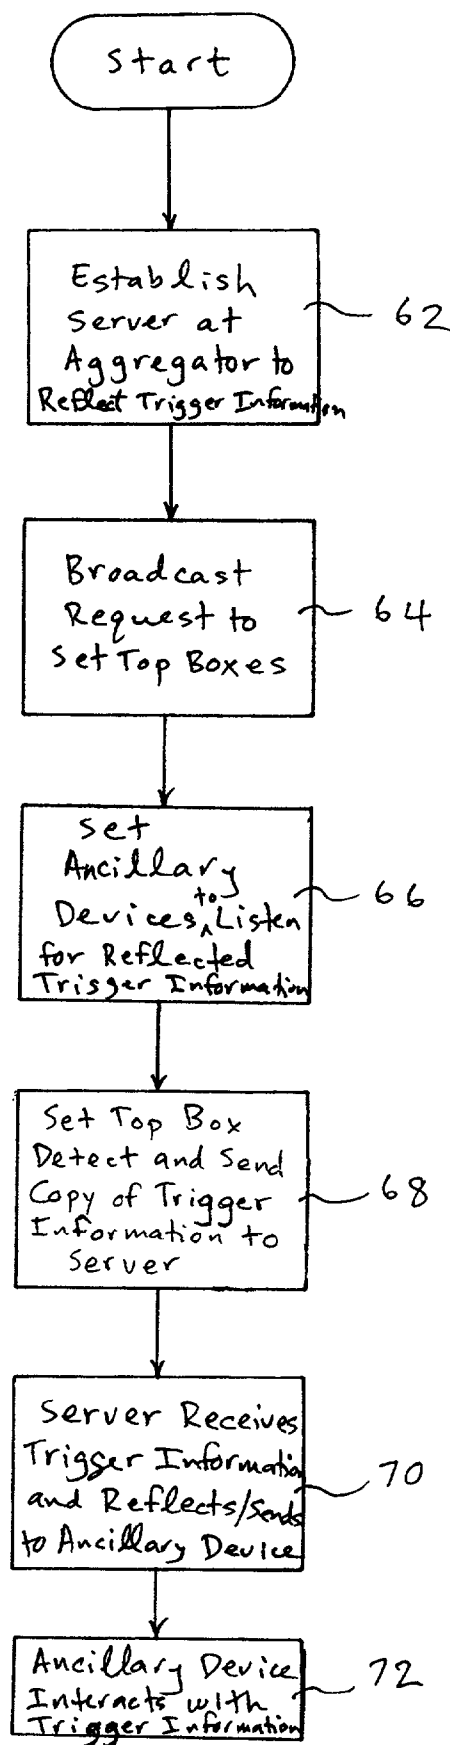 Start
Establish
Server at
Aggregator to
Reflect Trigger Information
62
Broadcast
Request to
Set Top Boxes
64
Set
Ancillary
Devices to Listen
for Reflected
Trigger Information
66
Set Top Box
Detect and Send
Copy of Trigger
Information to
Server
68
Server Receives
Trigger Information
and Reflects/Sends
to Ancillary Device
70
Ancillary Device
Interacts with
Trigger Information
72